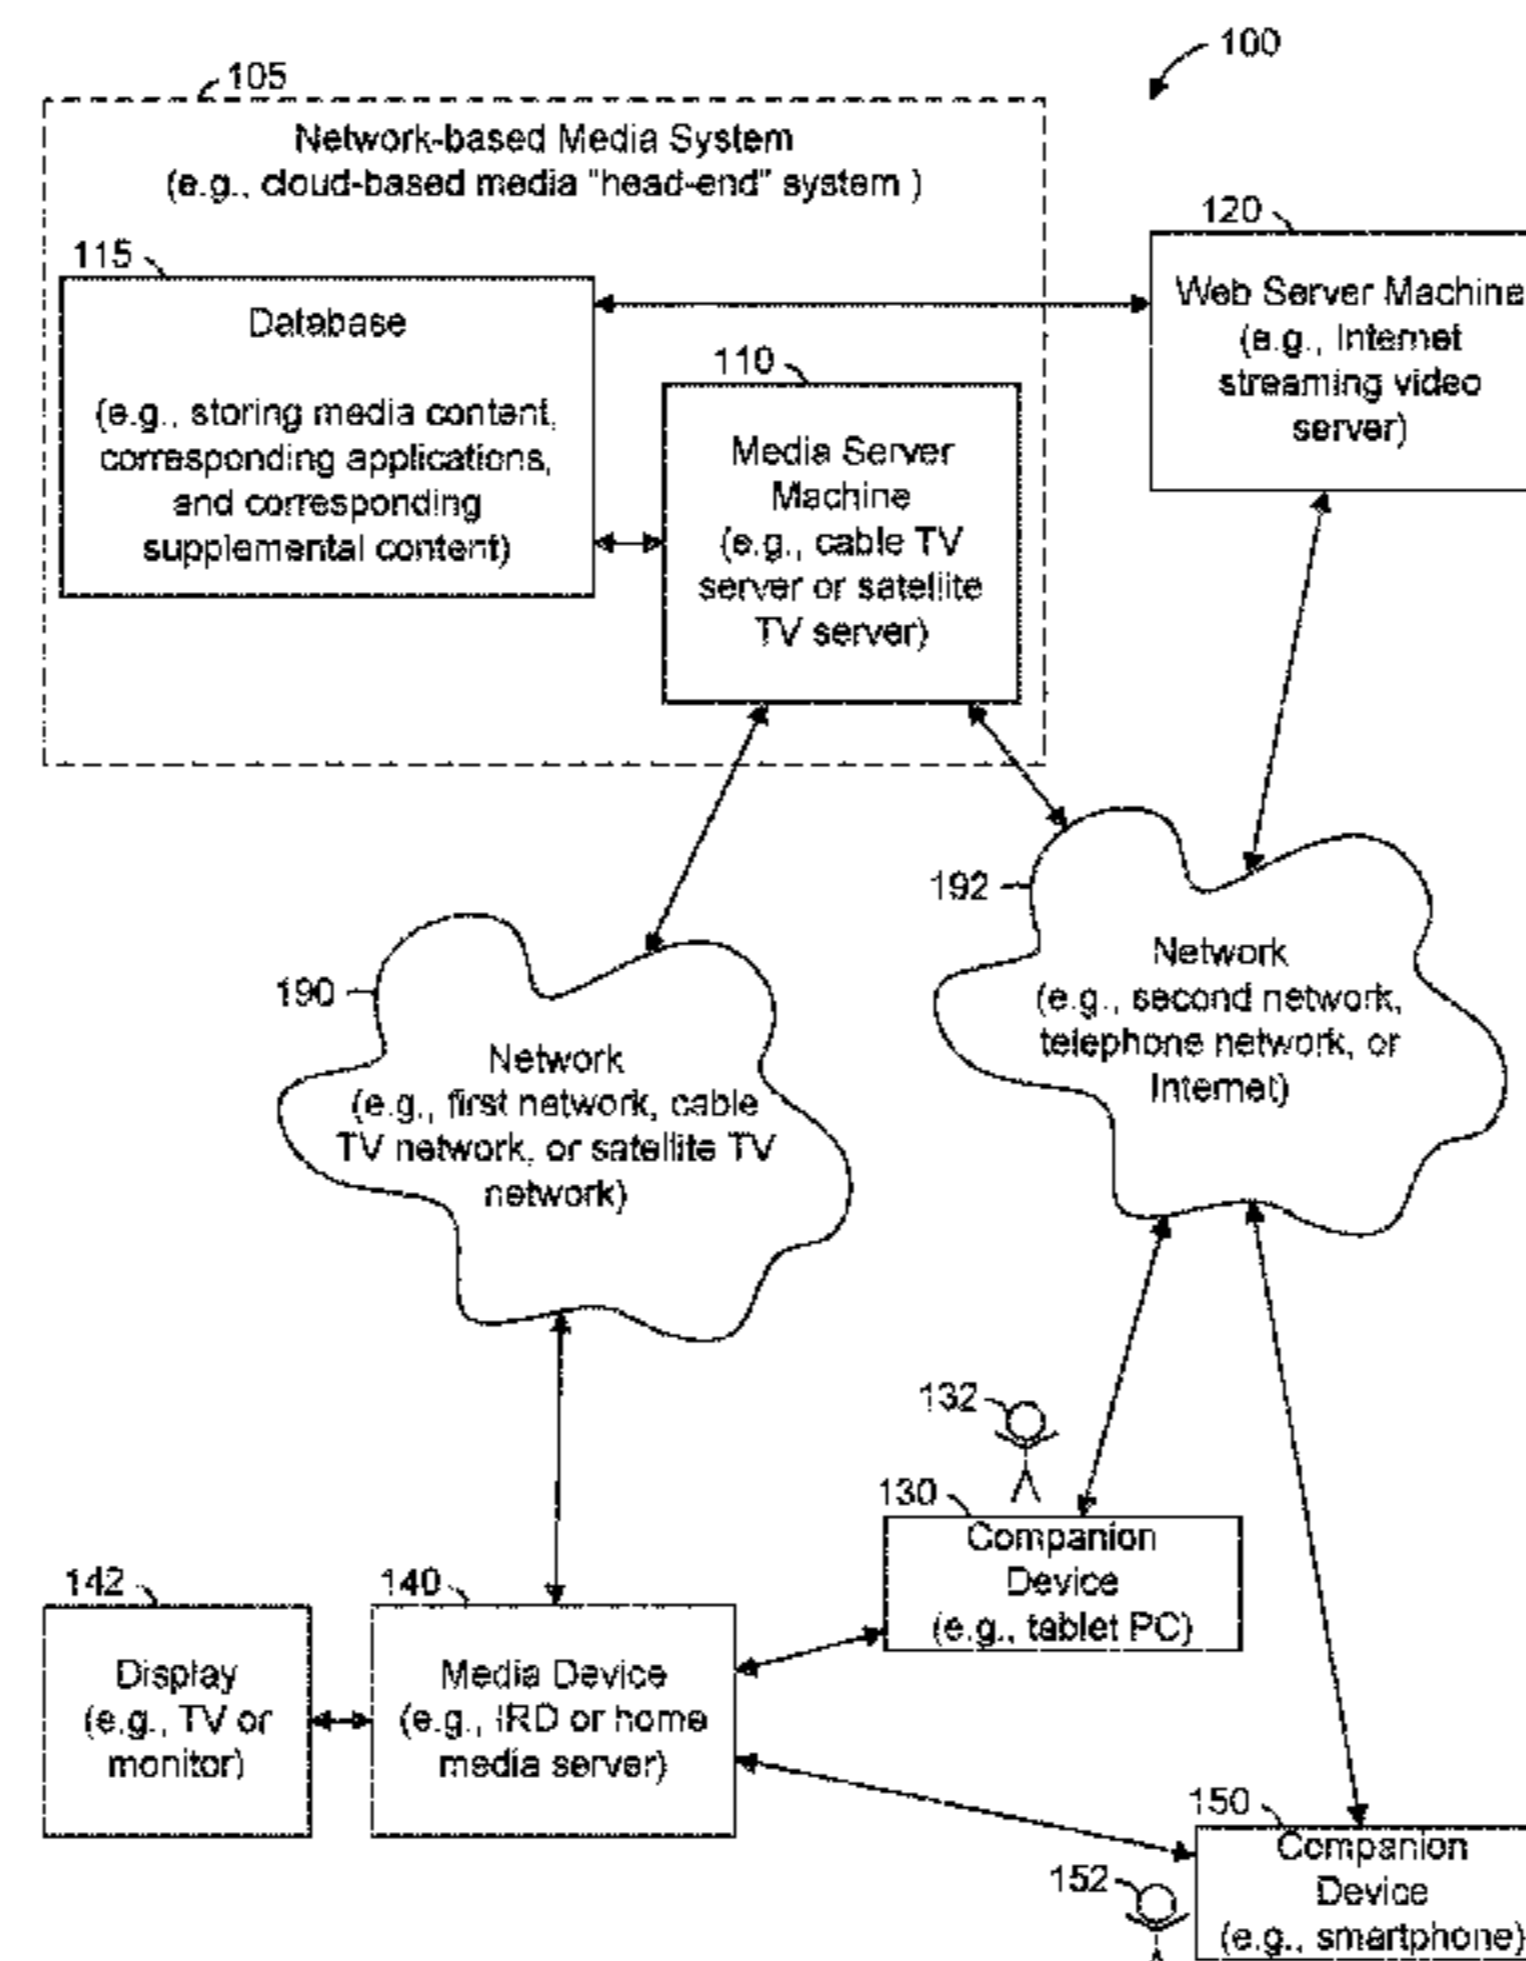 100
105
Network-based Media System
(e.g., cloud-based media "head-end" system )
120
Web Server Machine
(e.g., Internet
streaming video
server)
115
Database
(e.g., storing media content,
corresponding applications,
and corresponding
supplemental content)
110
Media Server
Machine
(e.g., cable TV
server or satellite
TV server)
192
Network
(e.g., second network,
telephone network, or
Internet)
190
Network
(e.g., first network, cable
TV network, or satellite TV
network)
132
130
Companion
Device
(e.g., tablet PC)
142
Display
(e.g., TV or
monitor)
140
Media Device
(e.g., IRD or home
media server)
150
Companion
Device
(e.g., smartphone)
152